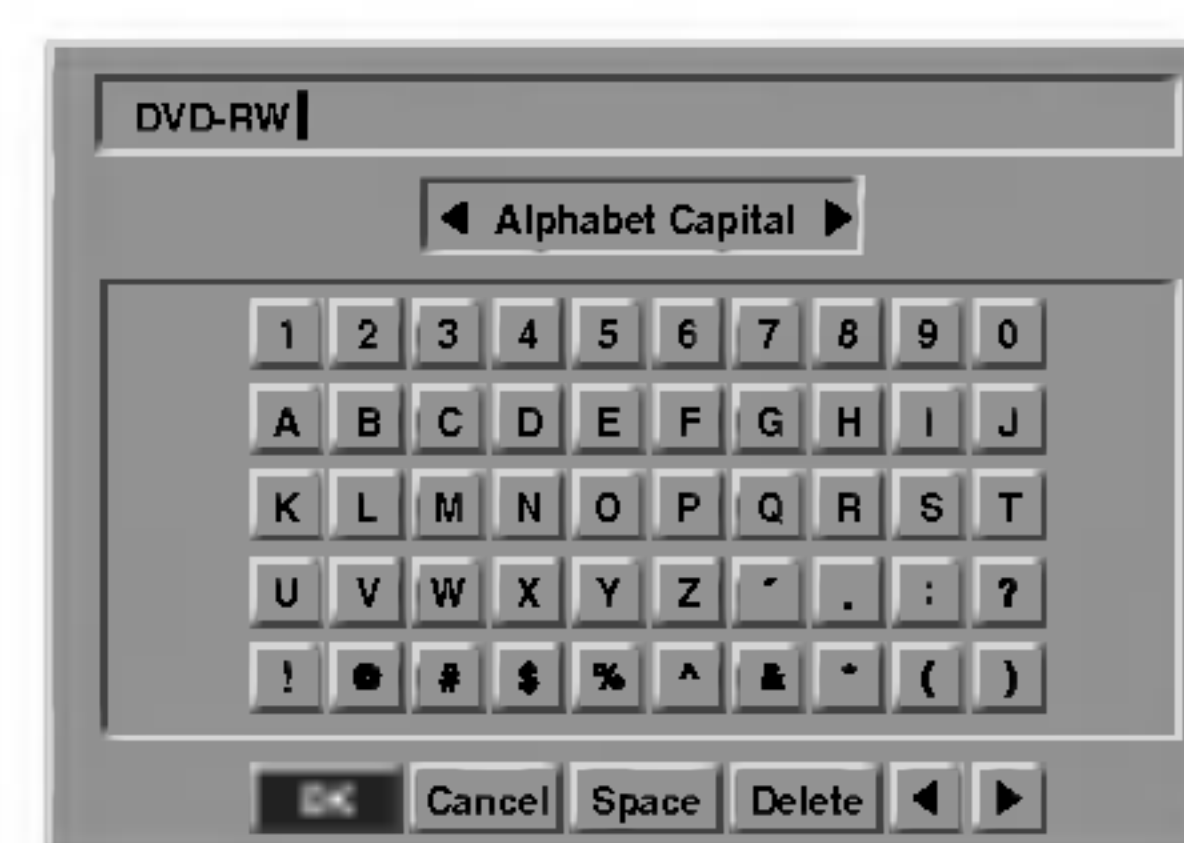 DVD-RW
Alphabet Capital
1 2 3 4 5 6 7 8 9 0
A B C D E F G H I J
K L M N O P Q R S T
U V W X Y Z ´ . : ?
! @ # $ % ^ & * ( )
Cancel Space Delete